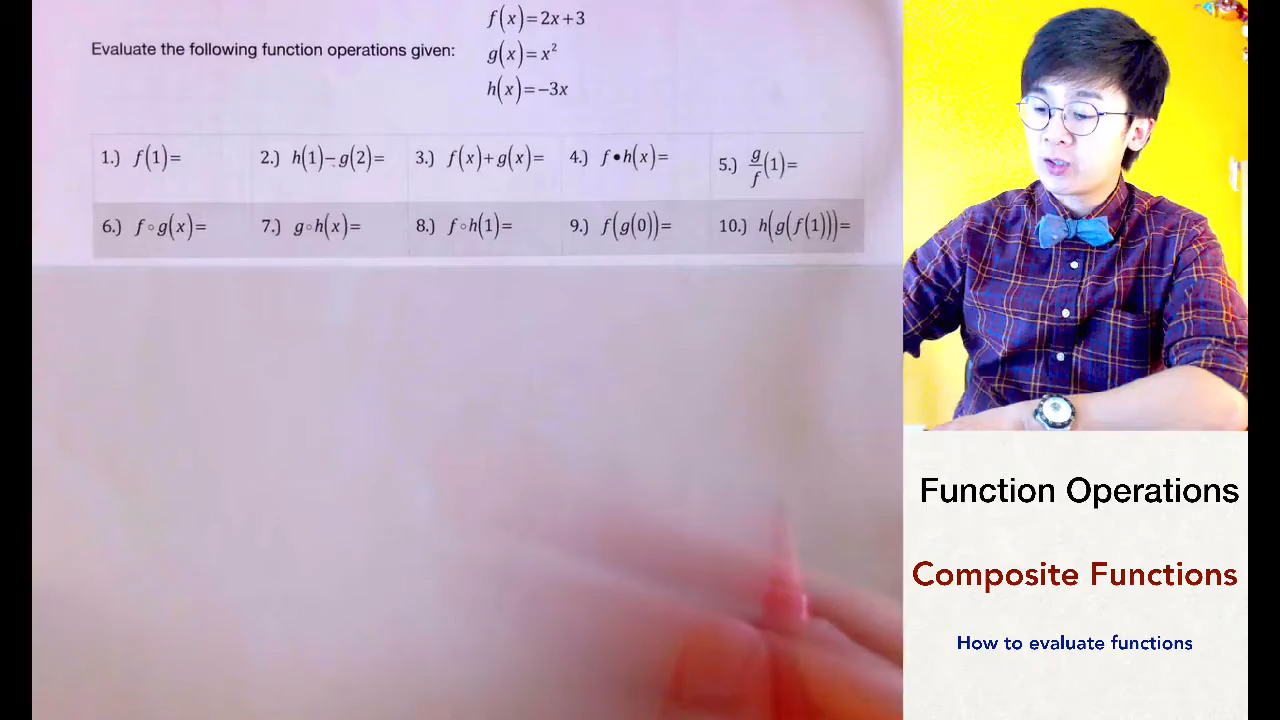 f(x)=2x+3
Evaluate the following function operations given:
g(x)=x²
h(x)=−3x
1.) f(1)= 2.) h(1)−g(2)= 3.) f(x)+g(x)= 4.) f•h(x)= 5.) g/f(1)=
6.) f∘g(x)= 7.) g∘h(x)= 8.) f∘h(1)= 9.) f(g(0))= 10.) h(g(f(1)))=
Function Operations
Composite Functions
How to evaluate functions